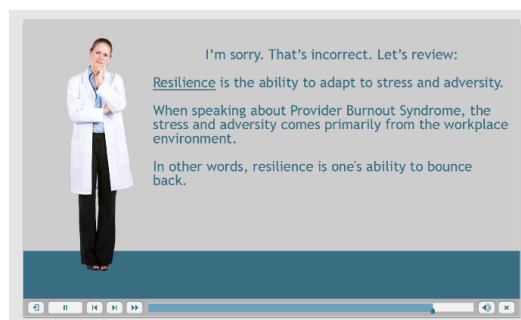 I'm sorry. That's incorrect. Let's review:
Resilience is the ability to adapt to stress and adversity.
When speaking about Provider Burnout Syndrome, the
stress and adversity comes primarily from the workplace
environment.
In other words, resilience is one's ability to bounce
back.